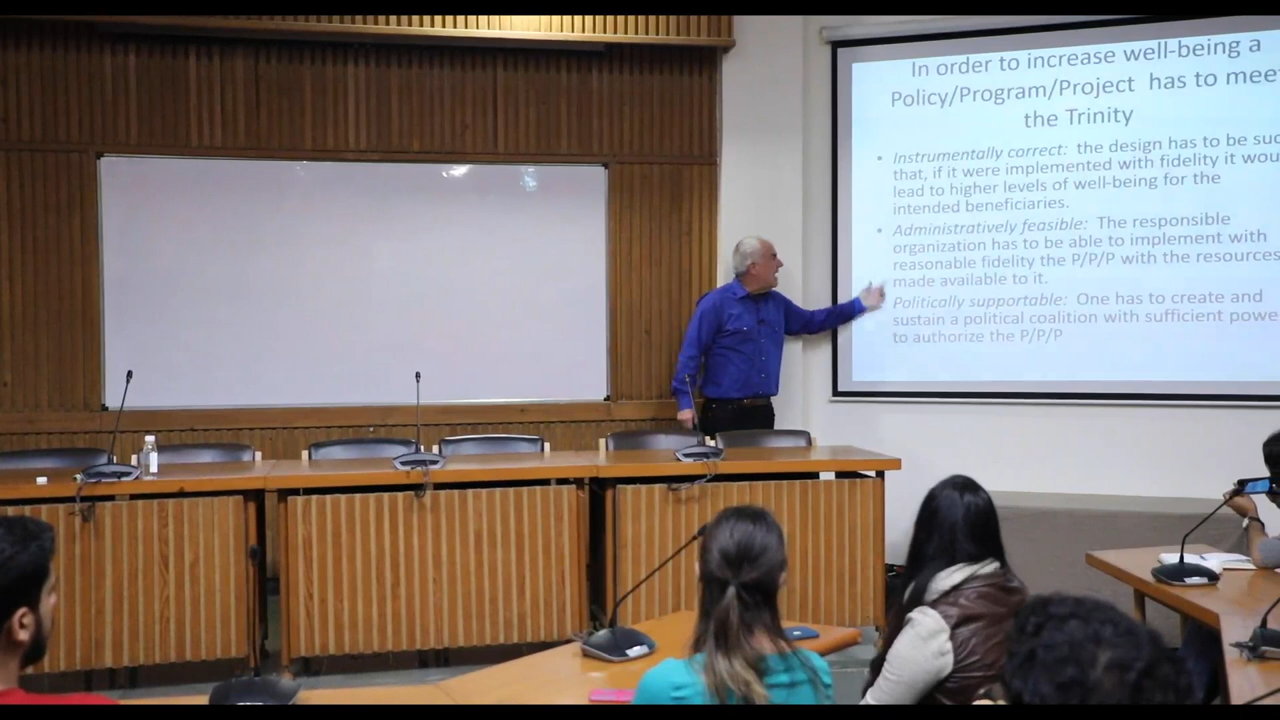 In order to increase well-being a
Policy/Program/Project has to meet
the Trinity
• Instrumentally correct: the design has to be suc
that, if it were implemented with fidelity it wou
lead to higher levels of well-being for the
intended beneficiaries.
• Administratively feasible: The responsible
organization has to be able to implement with
reasonable fidelity the P/P/P with the resources
made available to it.
Politically supportable: One has to create and
sustain a political coalition with sufficient powe
to authorize the P/P/P